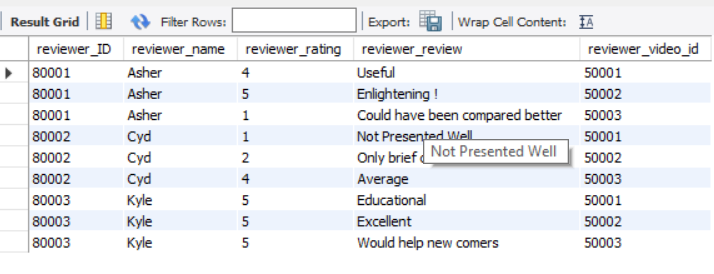 Result Grid Filter Rows: Export: Wrap Cell Content: IA
reviewer_ID reviewer_name reviewer_rating reviewer_review reviewer_video_id
80001 Asher 4 Useful 50001
80001 Asher 5 Enlightening ! 50002
80001 Asher 1 Could have been compared better 50003
80002 Cyd 1 Not Presented Well 50001
Not Presented Well
80002 Cyd 2 Only brief 50002
80002 Cyd 4 Average 50003
80003 Kyle 5 Educational 50001
80003 Kyle 5 Excellent 50002
80003 Kyle 5 Would help new comers 50003